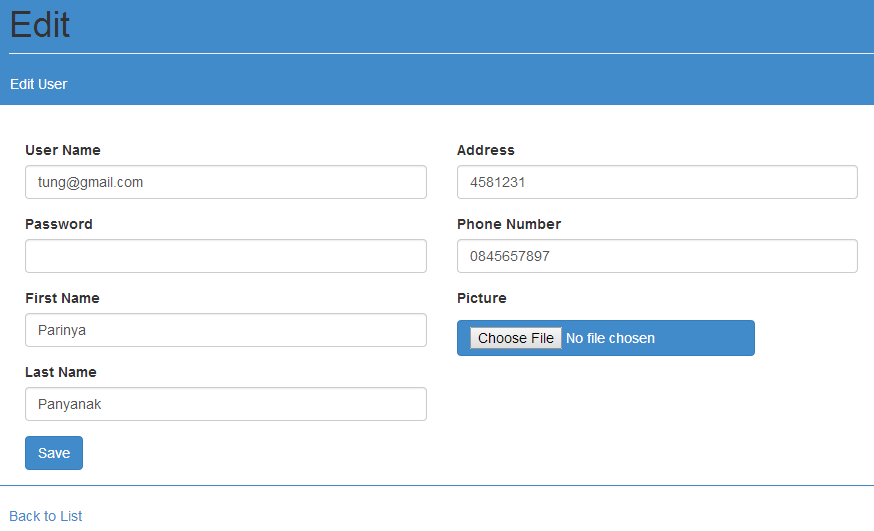 Edit
Edit User
User Name
tung@gmail.com
Password
First Name
Parinya
Last Name
Panyanak
Save
Address
4581231
Phone Number
0845657897
Picture
Choose File No file chosen
Back to List